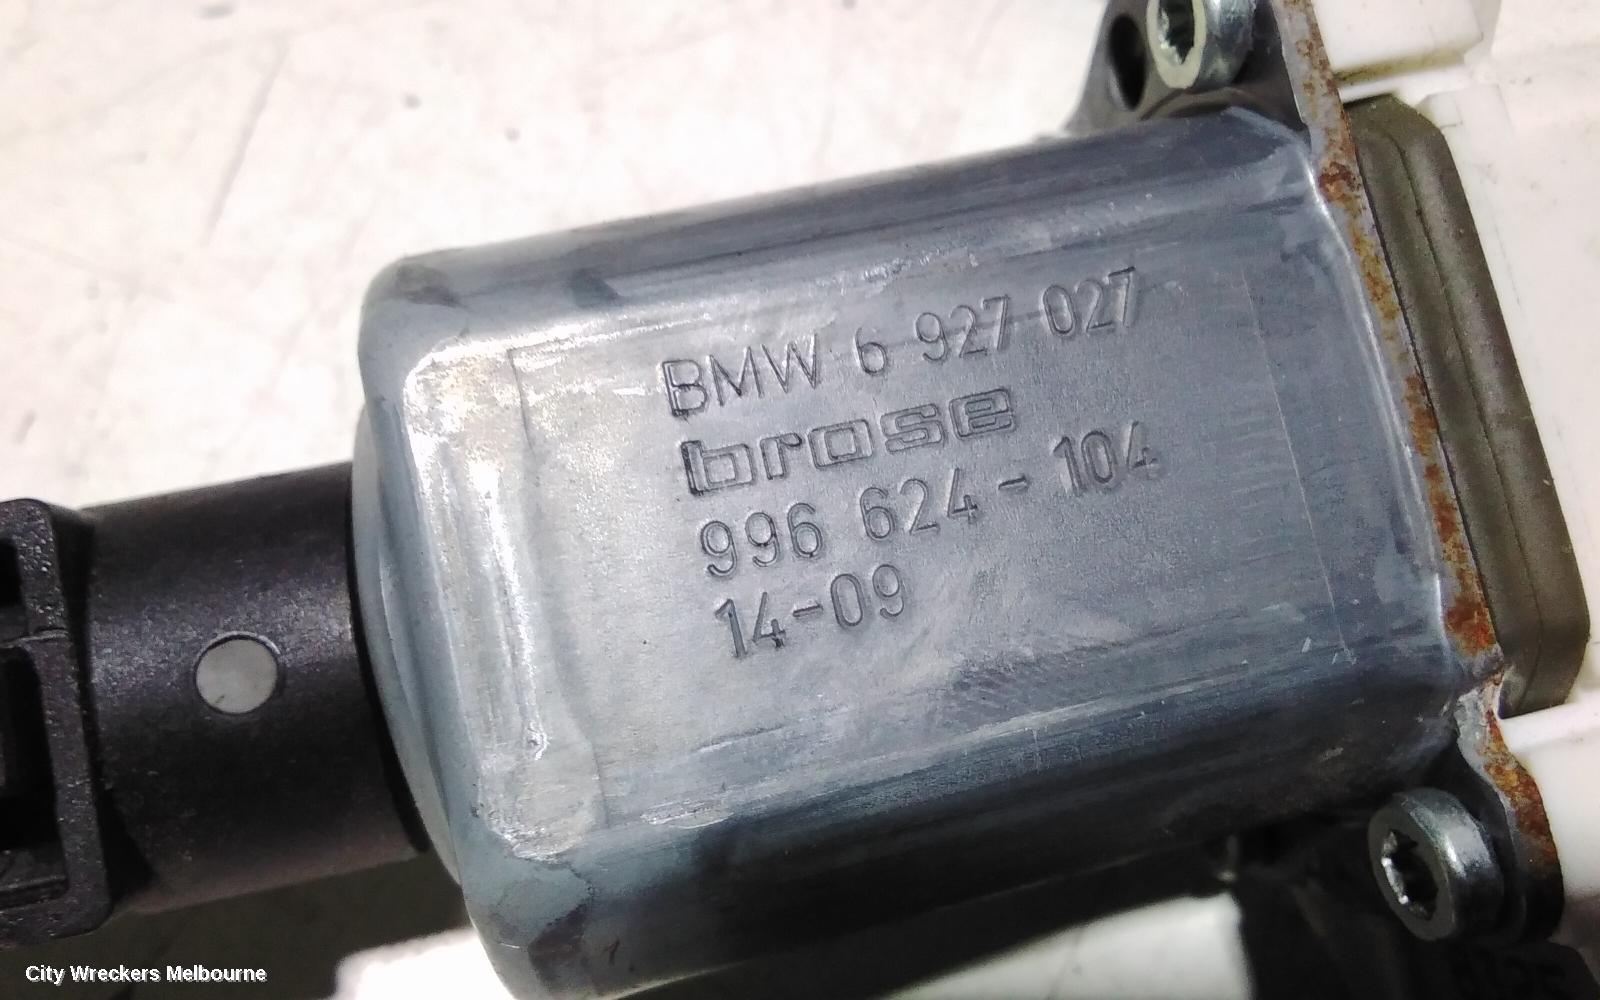 BMW 6 927 027
brose
996 624-104
14-09
City Wreckers Melbourne